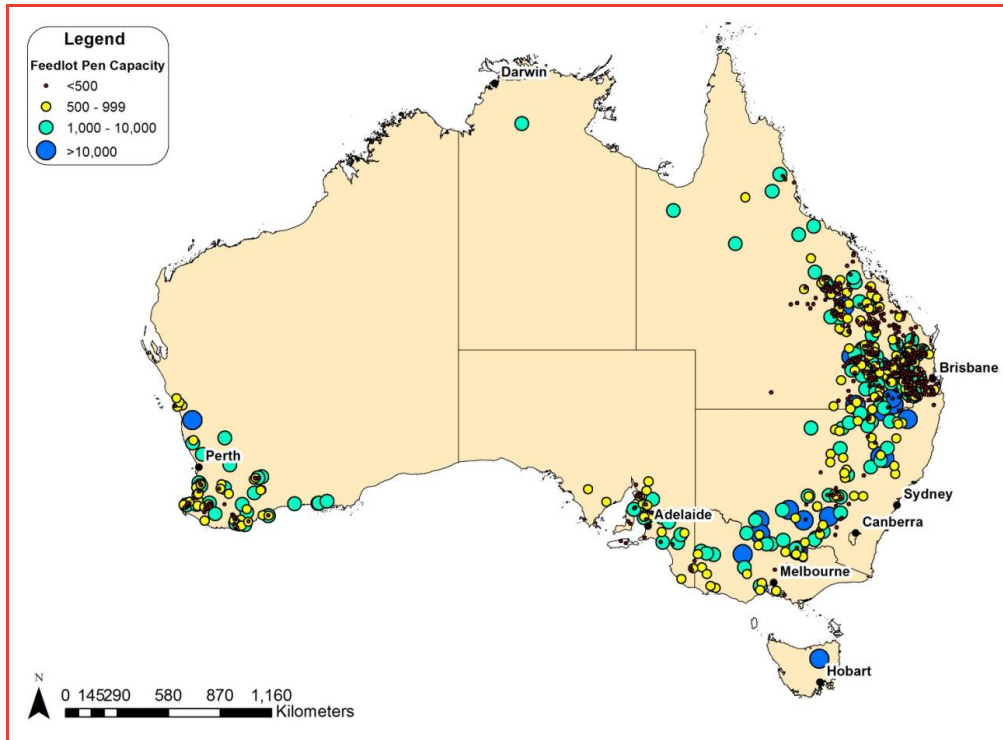 Legend
Feedlot Pen Capacity
<500
500 - 999
1,000 - 10,000
>10,000
Darwin
Brisbane
Perth
Sydney
Adelaide
Canberra
Melbourne
Hobart
N
0 145290 580 870 1,160
Kilometers